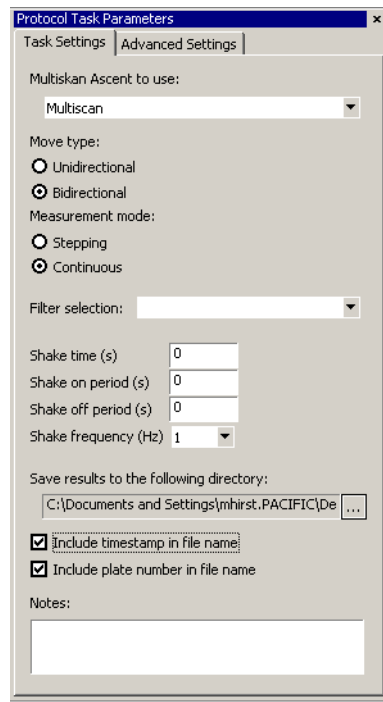 Protocol Task Parameters
Task Settings Advanced Settings
Multiskan Ascent to use:
Multiscan
Move type:
Unidirectional
Bidirectional
Measurement mode:
Stepping
Continuous
Filter selection:
Shake time (s) 0
Shake on period (s) 0
Shake off period (s) 0
Shake frequency (Hz) 1
Save results to the following directory:
C:\Documents and Settings\mhirst.PACIFIC\De ...
Include timestamp in file name
Include plate number in file name
Notes: